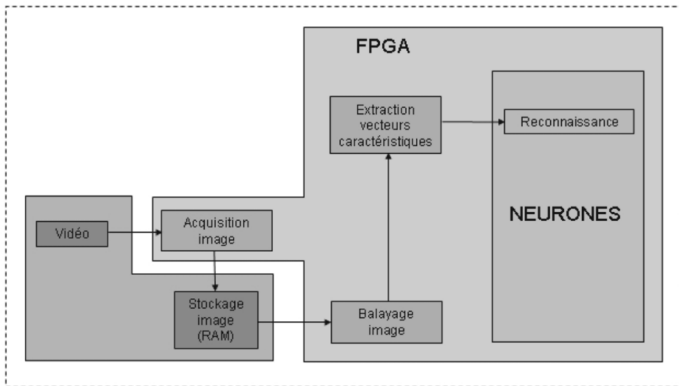 FPGA
Extraction
vecteurs
caractéristiques
Reconnaissance
NEURONES
Vidéo
Acquisition
image
Stockage
image
(RAM)
Balayage
image